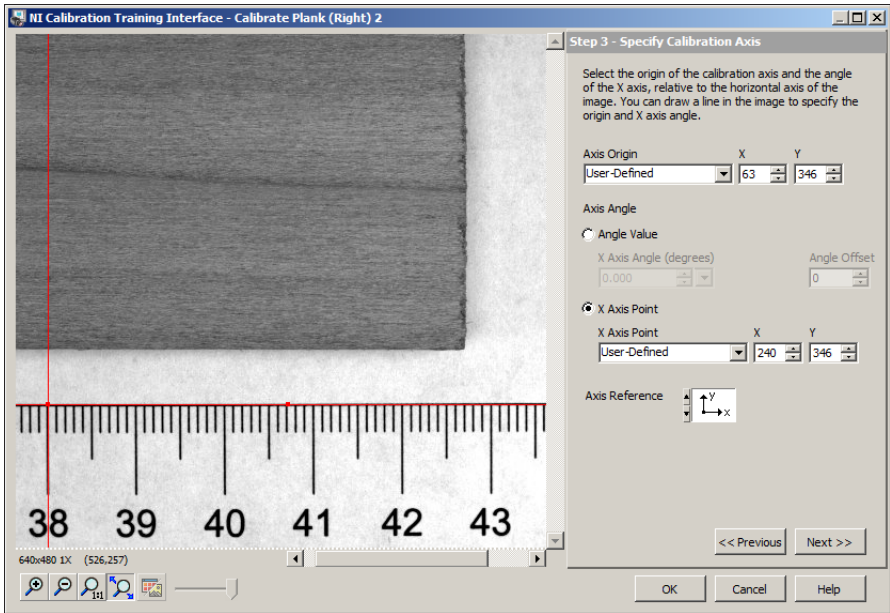 NI Calibration Training Interface - Calibrate Plank (Right) 2
Step 3 - Specify Calibration Axis
Select the origin of the calibration axis and the angle
of the X axis, relative to the horizontal axis of the
image. You can draw a line in the image to specify the
origin and X axis angle.
Axis Origin X Y
User-Defined 63 346
Axis Angle
Angle Value
X Axis Angle (degrees) Angle Offset
0.000 0
X Axis Point
X Axis Point X Y
User-Defined 240 346
Axis Reference y x
38 39 40 41 42 43
<< Previous Next >>
640x480 1X (526,257)
1:1
OK Cancel Help